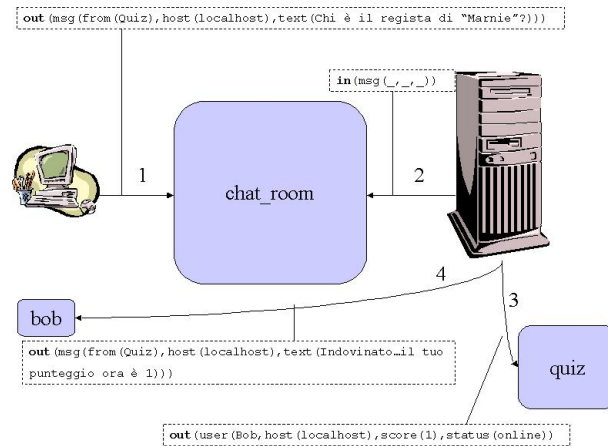 out(msg(from(Quiz),host(localhost),text(Chi è il regista di “Marnie”?)))
in(msg(_,_,_))
1
chat_room
2
4
3
bob
out(msg(from(Quiz),host(localhost),text(Indovinato…il tuo
punteggio ora è 1)))
quiz
out(user(Bob,host(localhost),score(1),status(online))